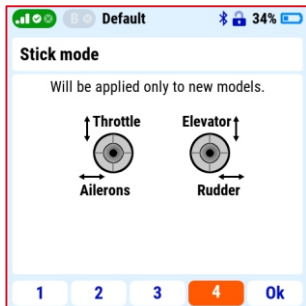 B Default 34%
Stick mode
Will be applied only to new models.
Throttle Elevator
Ailerons Rudder
1 2 3 4 Ok